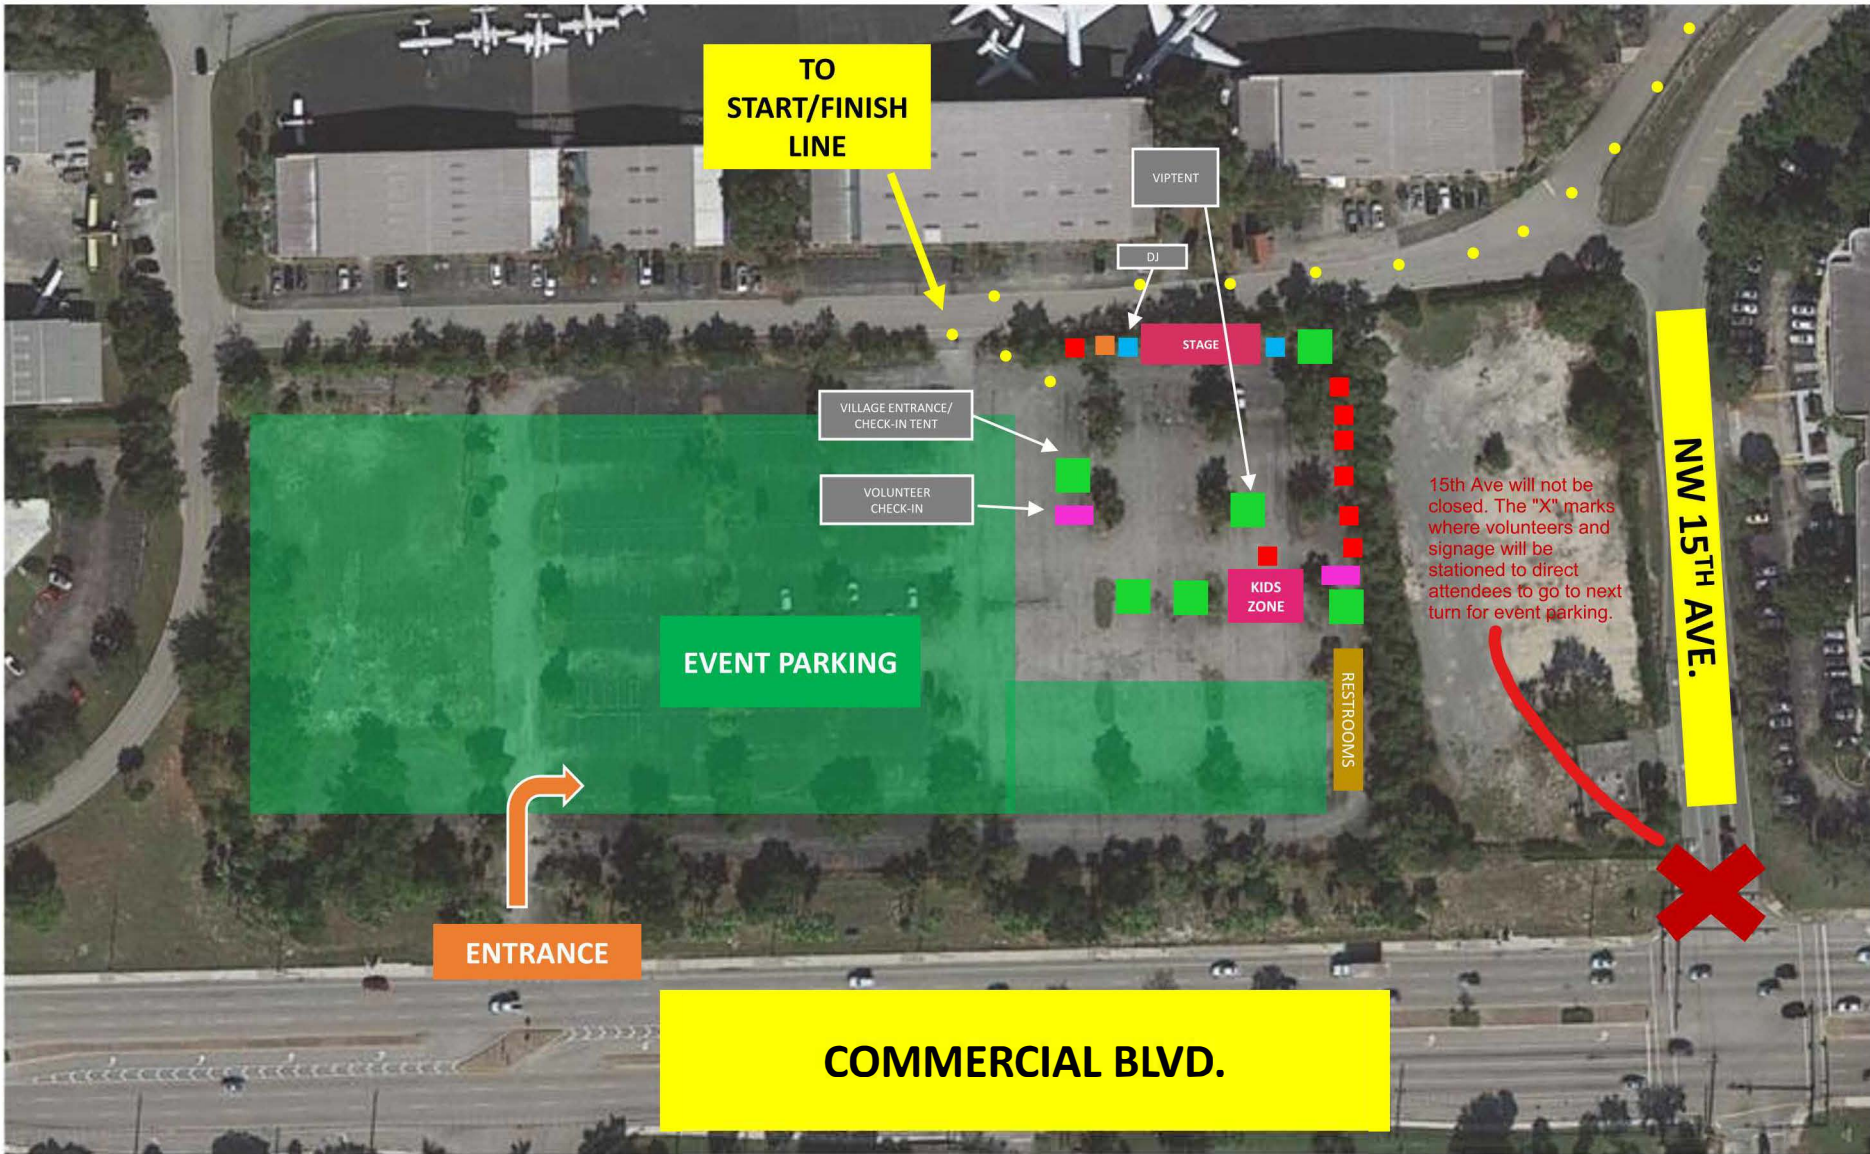 TO
START/FINISH
LINE
VIPTENT
DJ
STAGE
VILLAGE ENTRANCE/
CHECK-IN TENT
VOLUNTEER
CHECK-IN
KIDS
ZONE
EVENT PARKING
RESTROOMS
15th Ave will not be
closed. The "X" marks
where volunteers and
signage will be
stationed to direct
attendees to go to next
turn for event parking.
NW 15TH AVE.
ENTRANCE
COMMERCIAL BLVD.